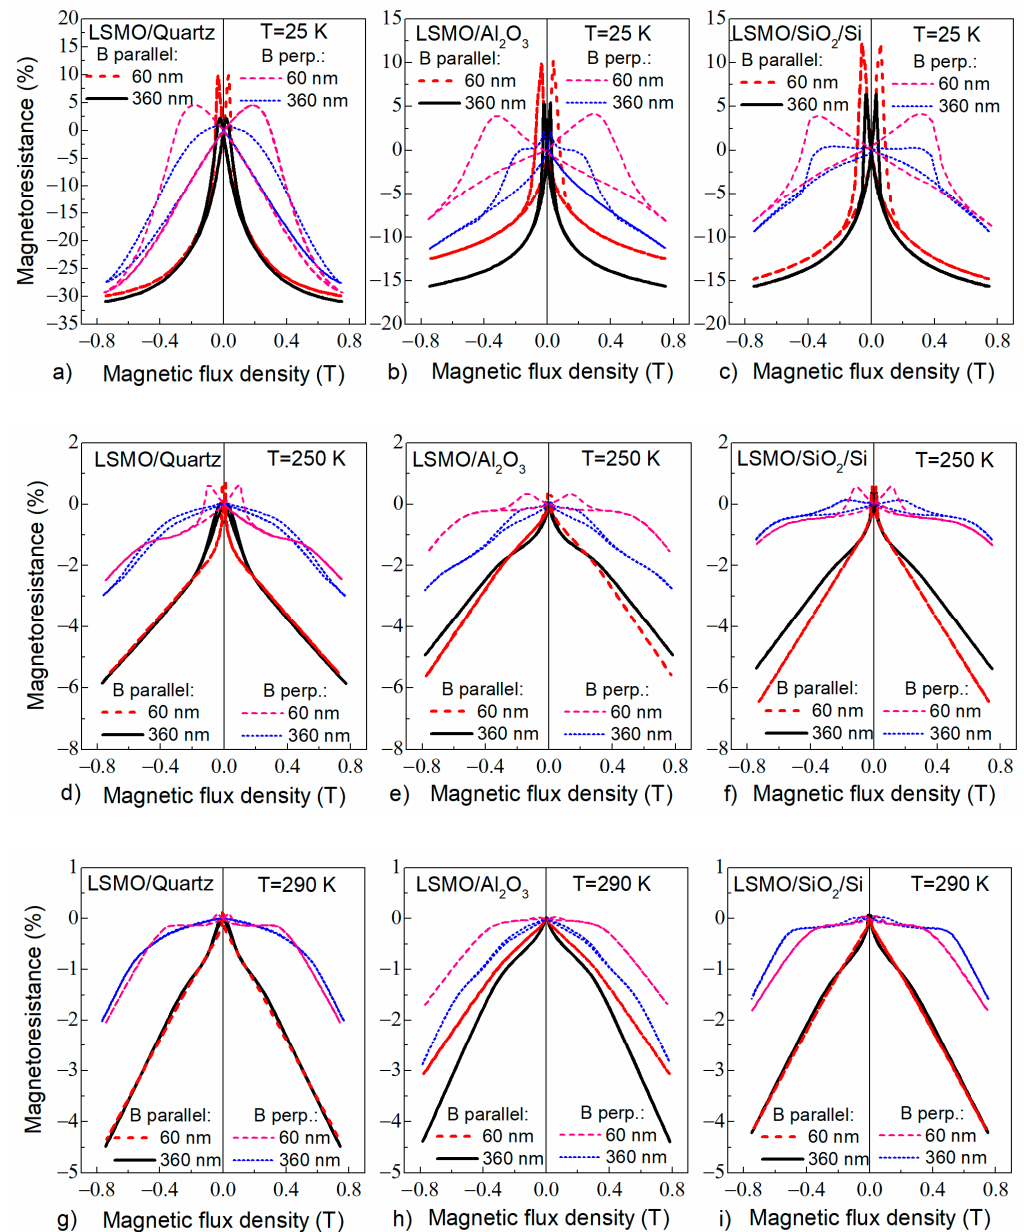 LSMO/Quartz T=25 K
B parallel: B perp.:
60 nm 60 nm
360 nm 360 nm
20
15
10
5
0
−5
−10
−15
−20
−25
−30
−35
Magnetoresistance (%)
−0.8 −0.4 0.0 0.4 0.8
a) Magnetic flux density (T)
LSMO/Al2O3 T=25 K
B parallel: B perp.:
60 nm 60 nm
360 nm 360 nm
15
10
5
0
−5
−10
−15
−20
−0.8 −0.4 0.0 0.4 0.8
b) Magnetic flux density (T)
LSMO/SiO2/Si T=25 K
B parallel: B perp.:
60 nm 60 nm
360 nm 360 nm
15
10
5
0
−5
−10
−15
−20
−0.8 −0.4 0.0 0.4 0.8
c) Magnetic flux density (T)
LSMO/Quartz T=250 K
2
0
−2
−4
−6
−8
Magnetoresistance (%)
B parallel: B perp.:
60 nm 60 nm
360 nm 360 nm
−0.8 −0.4 0.0 0.4 0.8
d) Magnetic flux density (T)
LSMO/Al2O3 T=250 K
2
0
−2
−4
−6
−8
B parallel: B perp.:
60 nm 60 nm
360 nm 360 nm
−0.8 −0.4 0.0 0.4 0.8
e) Magnetic flux density (T)
LSMO/SiO2/Si T=250 K
2
0
−2
−4
−6
−8
B parallel: B perp.:
60 nm 60 nm
360 nm 360 nm
−0.8 −0.4 0.0 0.4 0.8
f) Magnetic flux density (T)
LSMO/Quartz T=290 K
1
0
−1
−2
−3
−4
−5
Magnetoresistance (%)
B parallel: B perp.:
60 nm 60 nm
360 nm 360 nm
−0.8 −0.4 0.0 0.4 0.8
g) Magnetic flux density (T)
LSMO/Al2O3 T=290 K
1
0
−1
−2
−3
−4
−5
B parallel: B perp.:
60 nm 60 nm
360 nm 360 nm
−0.8 −0.4 0.0 0.4 0.8
h) Magnetic flux density (T)
LSMO/SiO2/Si T=290 K
1
0
−1
−2
−3
−4
−5
B parallel: B perp.:
60 nm 60 nm
360 nm 360 nm
−0.8 −0.4 0.0 0.4 0.8
i) Magnetic flux density (T)